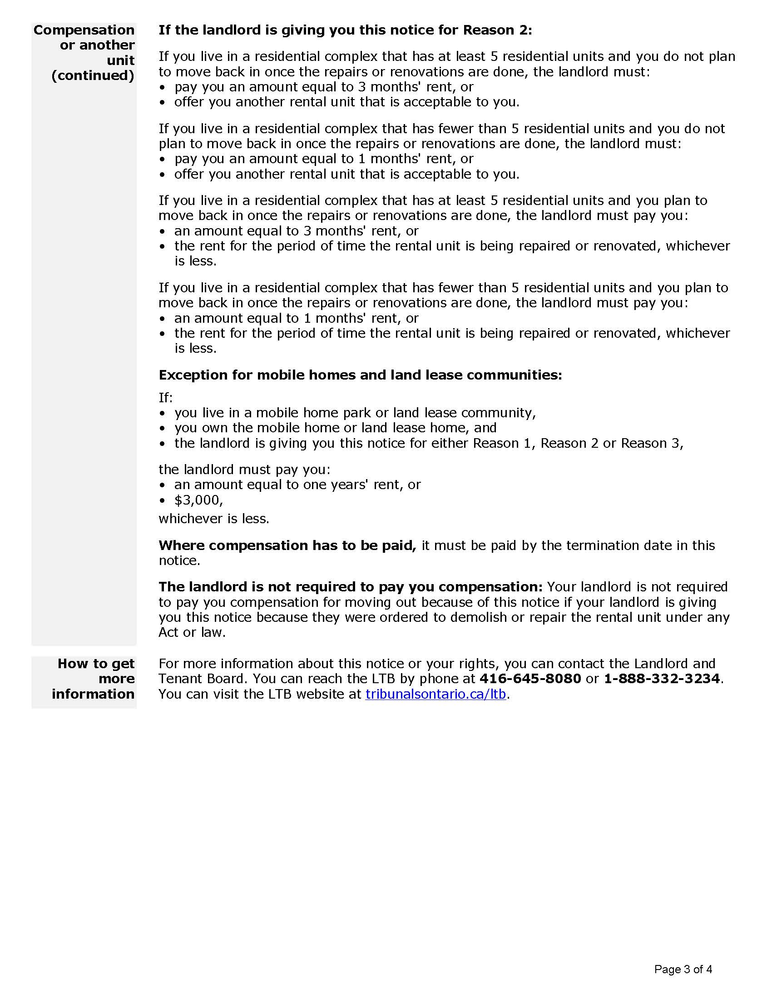 Compensation
or another
unit
(continued)
If the landlord is giving you this notice for Reason 2:
If you live in a residential complex that has at least 5 residential units and you do not plan
to move back in once the repairs or renovations are done, the landlord must:
• pay you an amount equal to 3 months' rent, or
• offer you another rental unit that is acceptable to you.
If you live in a residential complex that has fewer than 5 residential units and you do not
plan to move back in once the repairs or renovations are done, the landlord must:
• pay you an amount equal to 1 months' rent, or
• offer you another rental unit that is acceptable to you.
If you live in a residential complex that has at least 5 residential units and you plan to
move back in once the repairs or renovations are done, the landlord must pay you:
• an amount equal to 3 months' rent, or
• the rent for the period of time the rental unit is being repaired or renovated, whichever
is less.
If you live in a residential complex that has fewer than 5 residential units and you plan to
move back in once the repairs or renovations are done, the landlord must pay you:
• an amount equal to 1 months' rent, or
• the rent for the period of time the rental unit is being repaired or renovated, whichever
is less.
Exception for mobile homes and land lease communities:
If:
• you live in a mobile home park or land lease community,
• you own the mobile home or land lease home, and
• the landlord is giving you this notice for either Reason 1, Reason 2 or Reason 3,
the landlord must pay you:
• an amount equal to one years' rent, or
• $3,000,
whichever is less.
Where compensation has to be paid, it must be paid by the termination date in this
notice.
The landlord is not required to pay you compensation: Your landlord is not required
to pay you compensation for moving out because of this notice if your landlord is giving
you this notice because they were ordered to demolish or repair the rental unit under any
Act or law.
How to get
more
information
For more information about this notice or your rights, you can contact the Landlord and
Tenant Board. You can reach the LTB by phone at 416-645-8080 or 1-888-332-3234.
You can visit the LTB website at tribunalsontario.ca/ltb.
Page 3 of 4